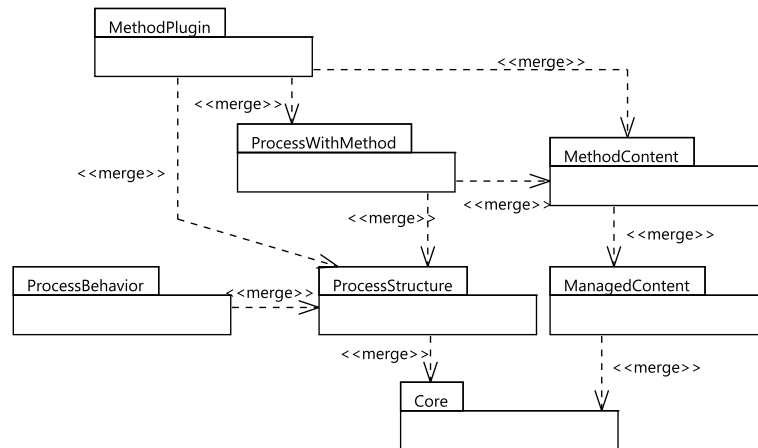 MethodPlugin
<<merge>>
<<merge>>
ProcessWithMethod
MethodContent
<<merge>>
<<merge>>
<<merge>>
<<merge>>
ProcessBehavior
<<merge>>
ProcessStructure
ManagedContent
<<merge>>
<<merge>>
Core